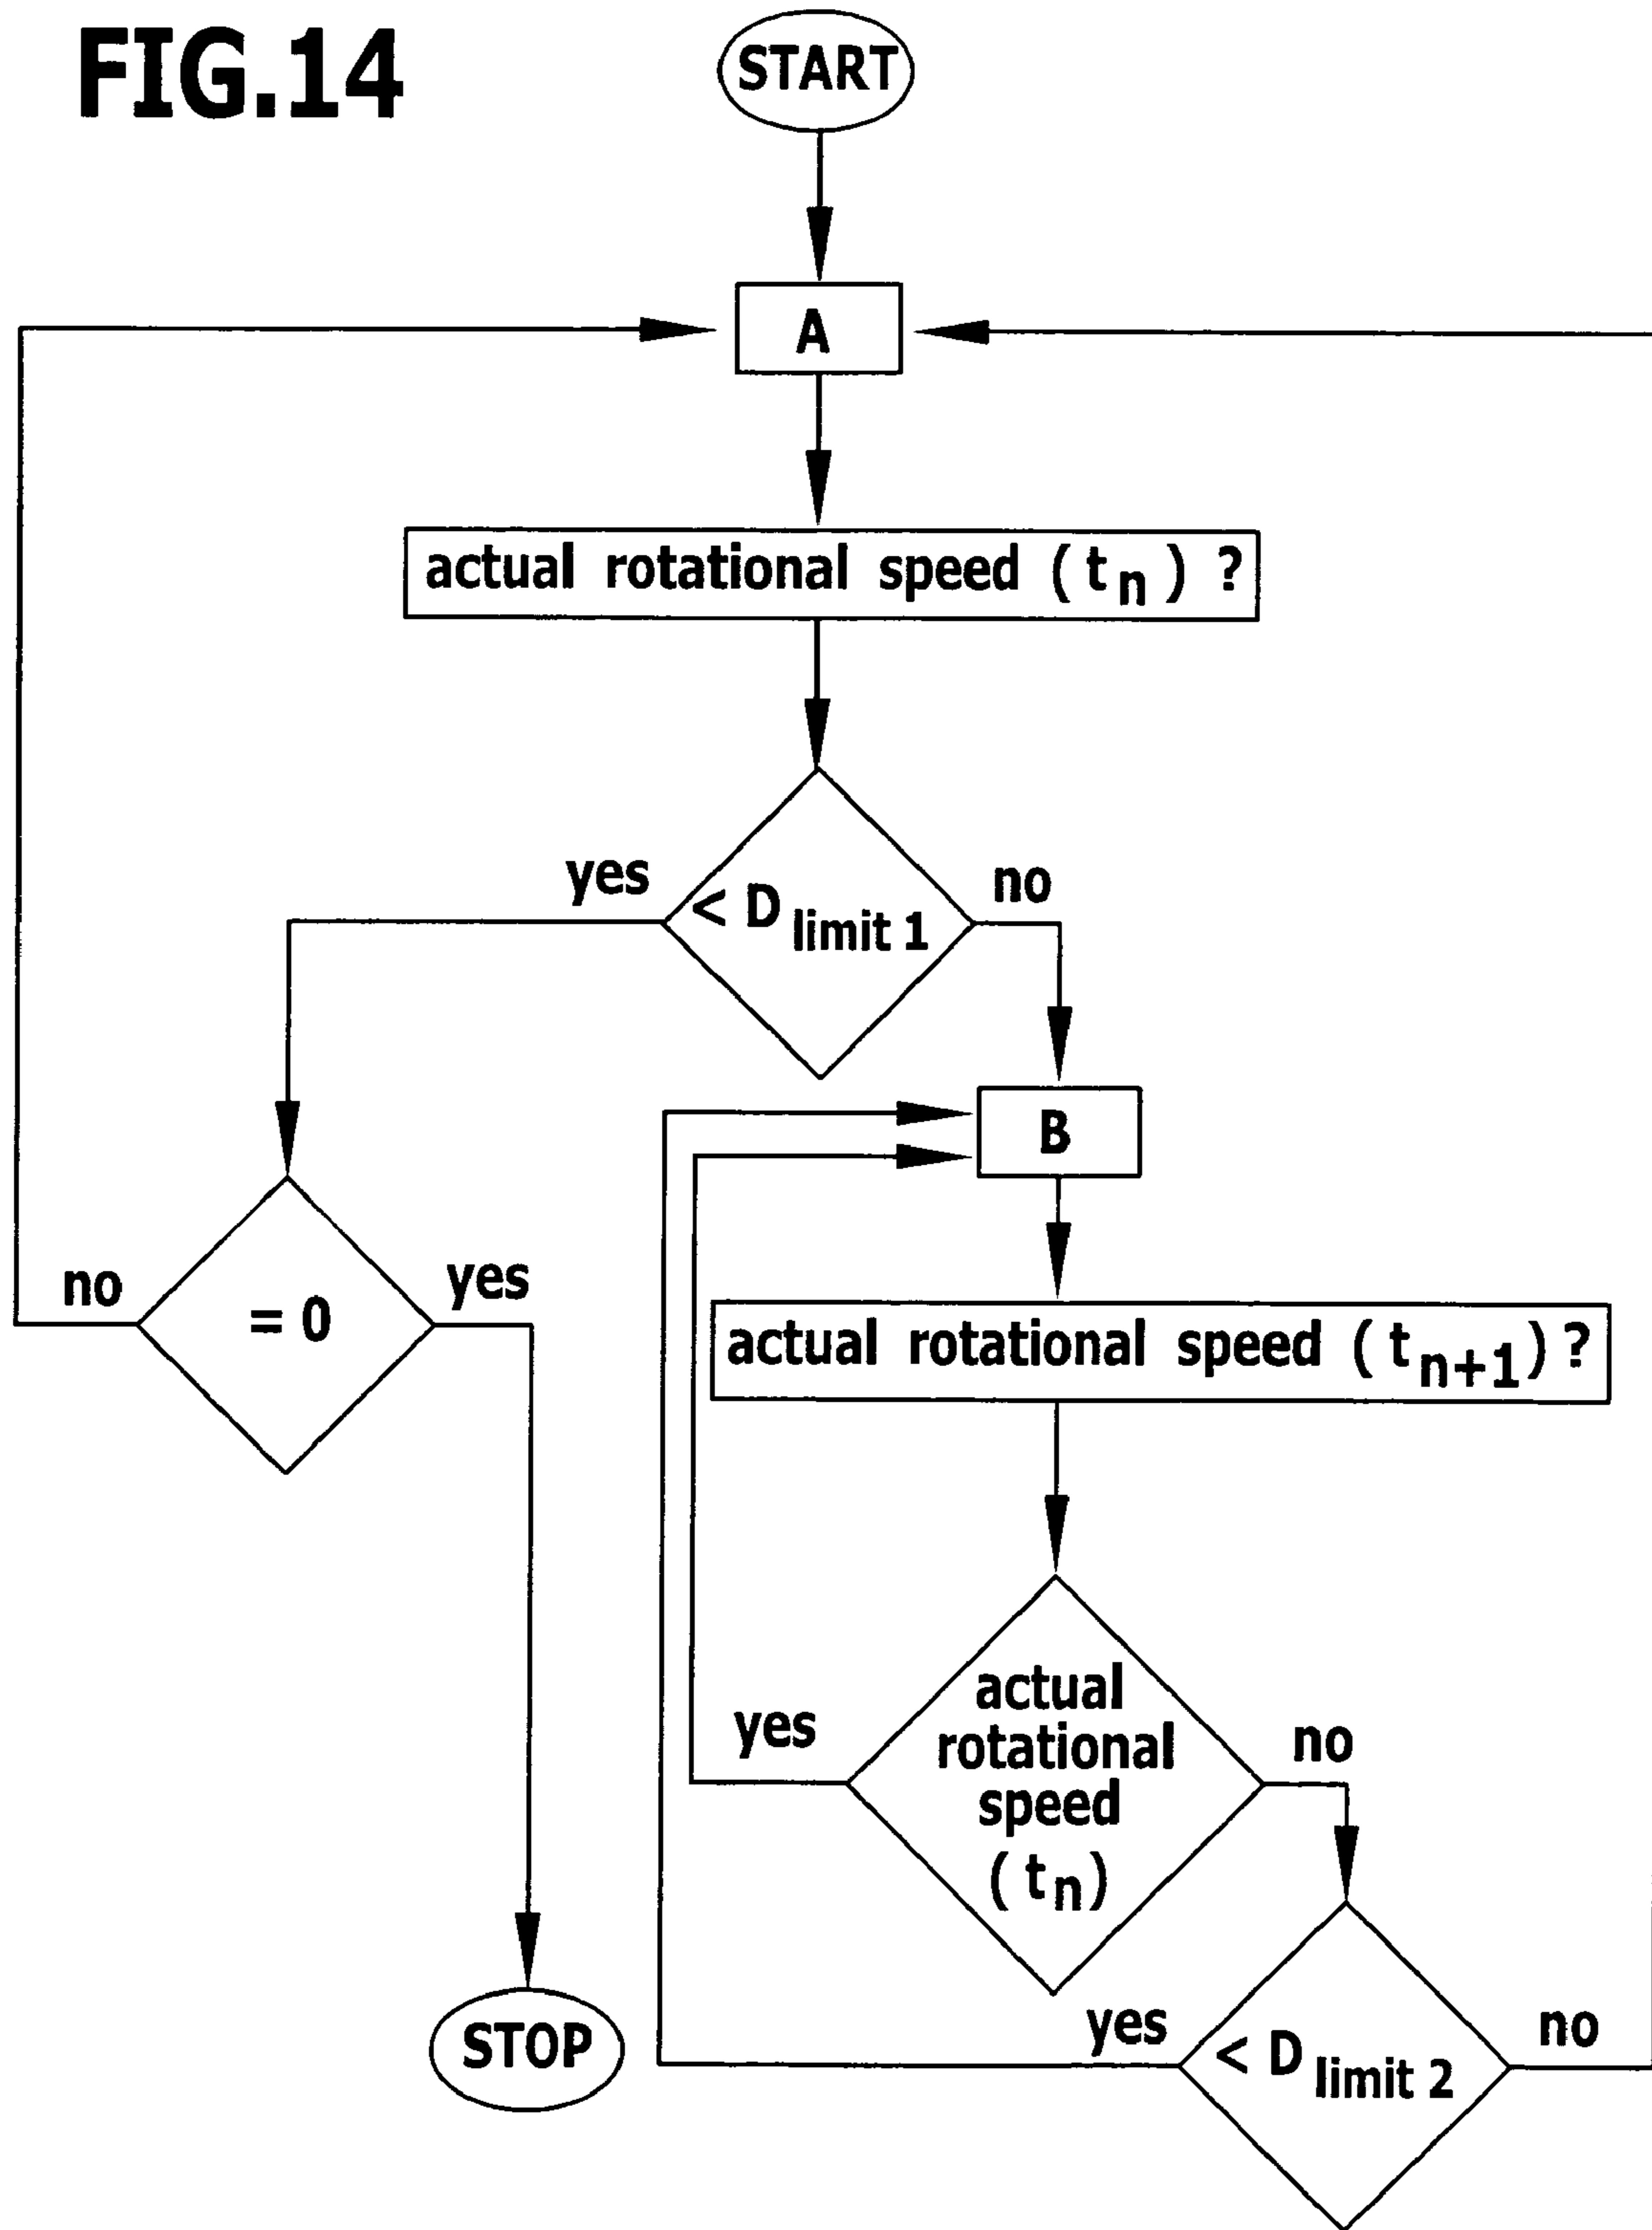 FIG.14
START
A
actual rotational speed (tn) ?
yes
< D limit 1
no
B
no
= 0
yes
actual rotational speed (tn+1) ?
yes
actual
rotational
speed
(tn)
no
STOP
yes
< D limit 2
no